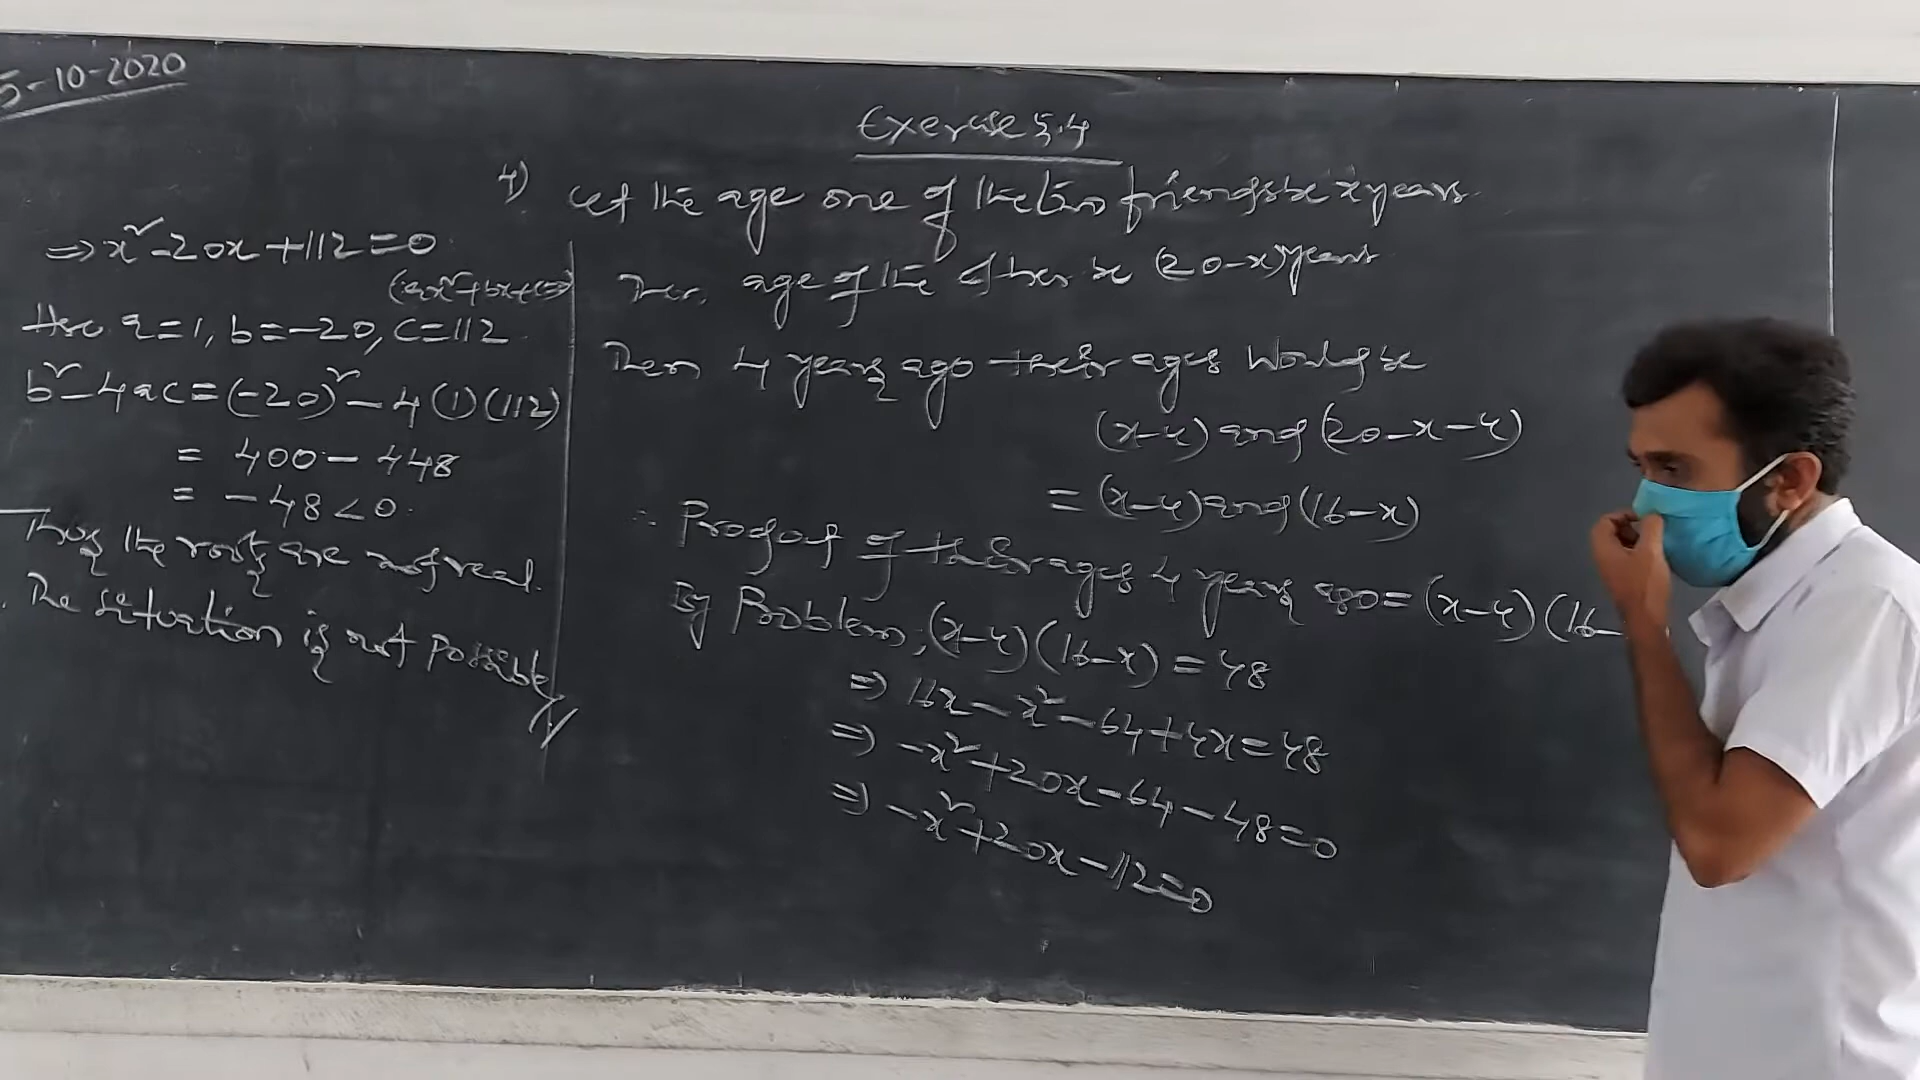 5-10-2020
Exercise 5.4
4) Let the age one of the two friends be x years
Then age of the other be (20-x) years
Then 4 years ago their ages would be
(x-4) and (20-x-4)
= (x-4) and (16-x)
∴ Product of their ages 4 years ago = (x-4)(16-
By Problem, (x-4)(16-x) = 48
⇒ 16x - x² - 64 + 4x = 48
⇒ -x² + 20x - 64 - 48 = 0
⇒ -x² + 20x - 112 = 0
⇒ x² - 20x + 112 = 0
(ax²+bx+c=0)
Here a=1, b=-20, c=112
b² - 4ac = (-20)² - 4(1)(112)
= 400 - 448
= -48 < 0.
Thus the roots are not real.
. The situation is not possible